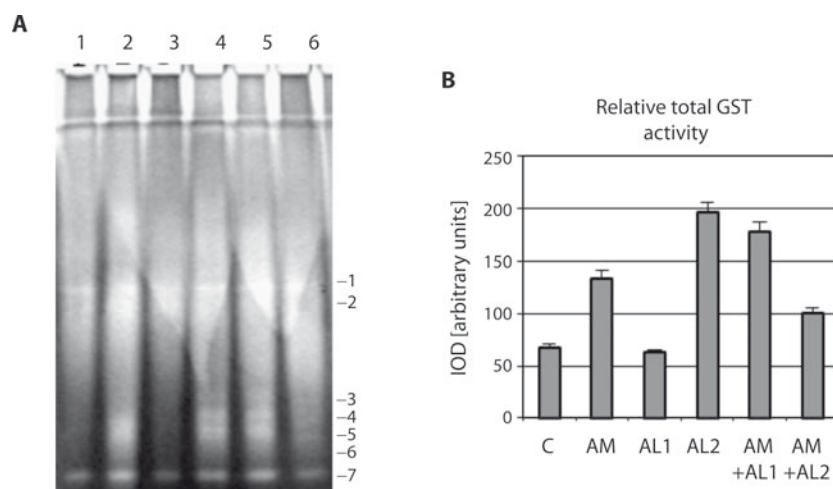 A
1 2 3 4 5 6
–1
–2
–3
–4
–5
–6
–7
B
Relative total GST
activity
IOD [arbitrary units]
250
200
150
100
50
0
C AM AL1 AL2 AM AM
+AL1 +AL2